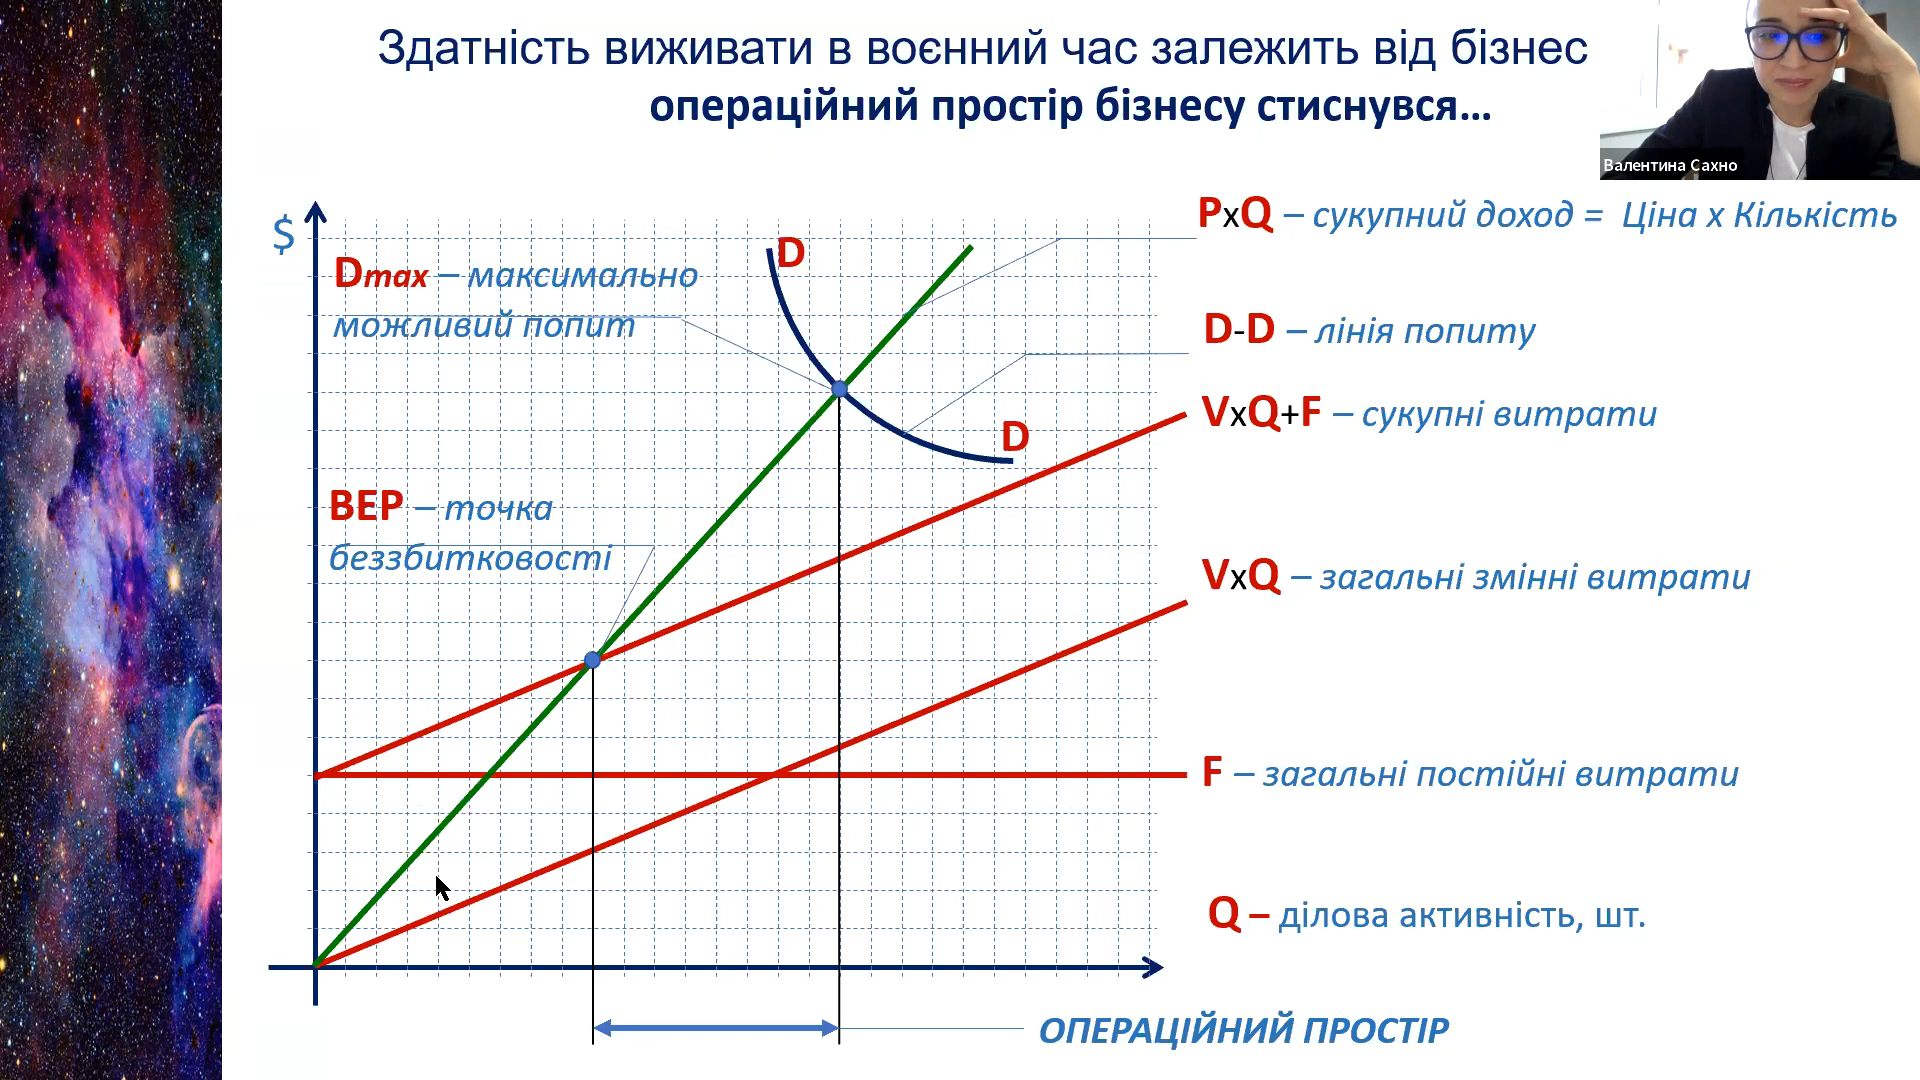 Здатність виживати в воєнний час залежить від бізнес
операційний простір бізнесу стиснувся...
Валентина Сахно
$
PxQ – сукупний доход = Ціна х Кількість
D
Dmax – максимально
можливий попит
D-D – лінія попиту
D
VxQ+F – сукупні витрати
BEP – точка
беззбитковості
VxQ – загальні змінні витрати
F – загальні постійні витрати
Q – ділова активність, шт.
ОПЕРАЦІЙНИЙ ПРОСТІР